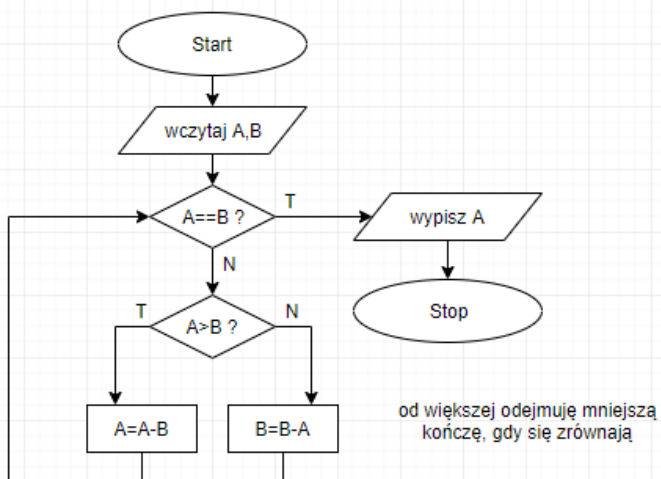 Start
wczytaj A,B
A==B ?
T
wypisz A
N
Stop
A>B ?
T
N
A=A-B
B=B-A
od większej odejmuję mniejszą
kończę, gdy się zrównają